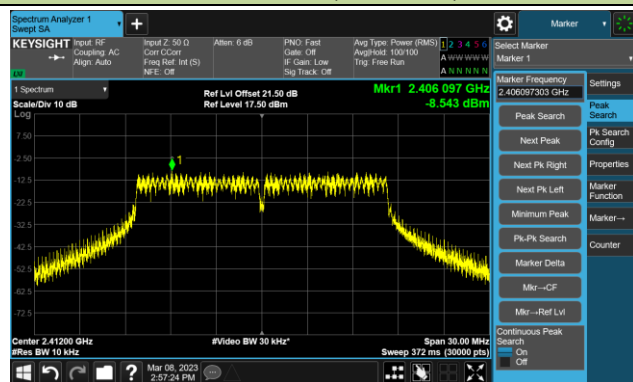 Spectrum Analyzer 1
Swept SA
+
Marker
KEYSIGHT
Input: RF
Coupling: AC
Align: Auto
Input Z: 50 Ω
Corr CCorr
Freq Ref: Int (S)
NFE: Off
Atten: 6 dB
PNO: Fast
Gate: Off
IF Gain: Low
Sig Track: Off
Avg Type: Power (RMS)
Avg|Hold: 100/100
Trig: Free Run
1 2 3 4 5 6
A W W W W W
A N N N N N
Select Marker
Marker 1
LXI
1 Spectrum
Scale/Div 10 dB
Log
Ref Lvl Offset 21.50 dB
Ref Level 17.50 dBm
Mkr1 2.406 097 GHz
-8.543 dBm
7.50
-2.50
-12.5
-22.5
-32.5
-42.5
-52.5
-62.5
-72.5
1
Center 2.41200 GHz
#Res BW 10 kHz
#Video BW 30 kHz*
Span 30.00 MHz
Sweep 372 ms (30000 pts)
Marker Frequency
2.406097303 GHz
Peak Search
Next Peak
Next Pk Right
Next Pk Left
Minimum Peak
Pk-Pk Search
Marker Delta
Mkr→CF
Mkr→Ref Lvl
Continuous Peak
Search
On
Off
Settings
Peak
Search
Pk Search
Config
Properties
Marker
Function
Marker→
Counter
?
Mar 08, 2023
2:57:24 PM